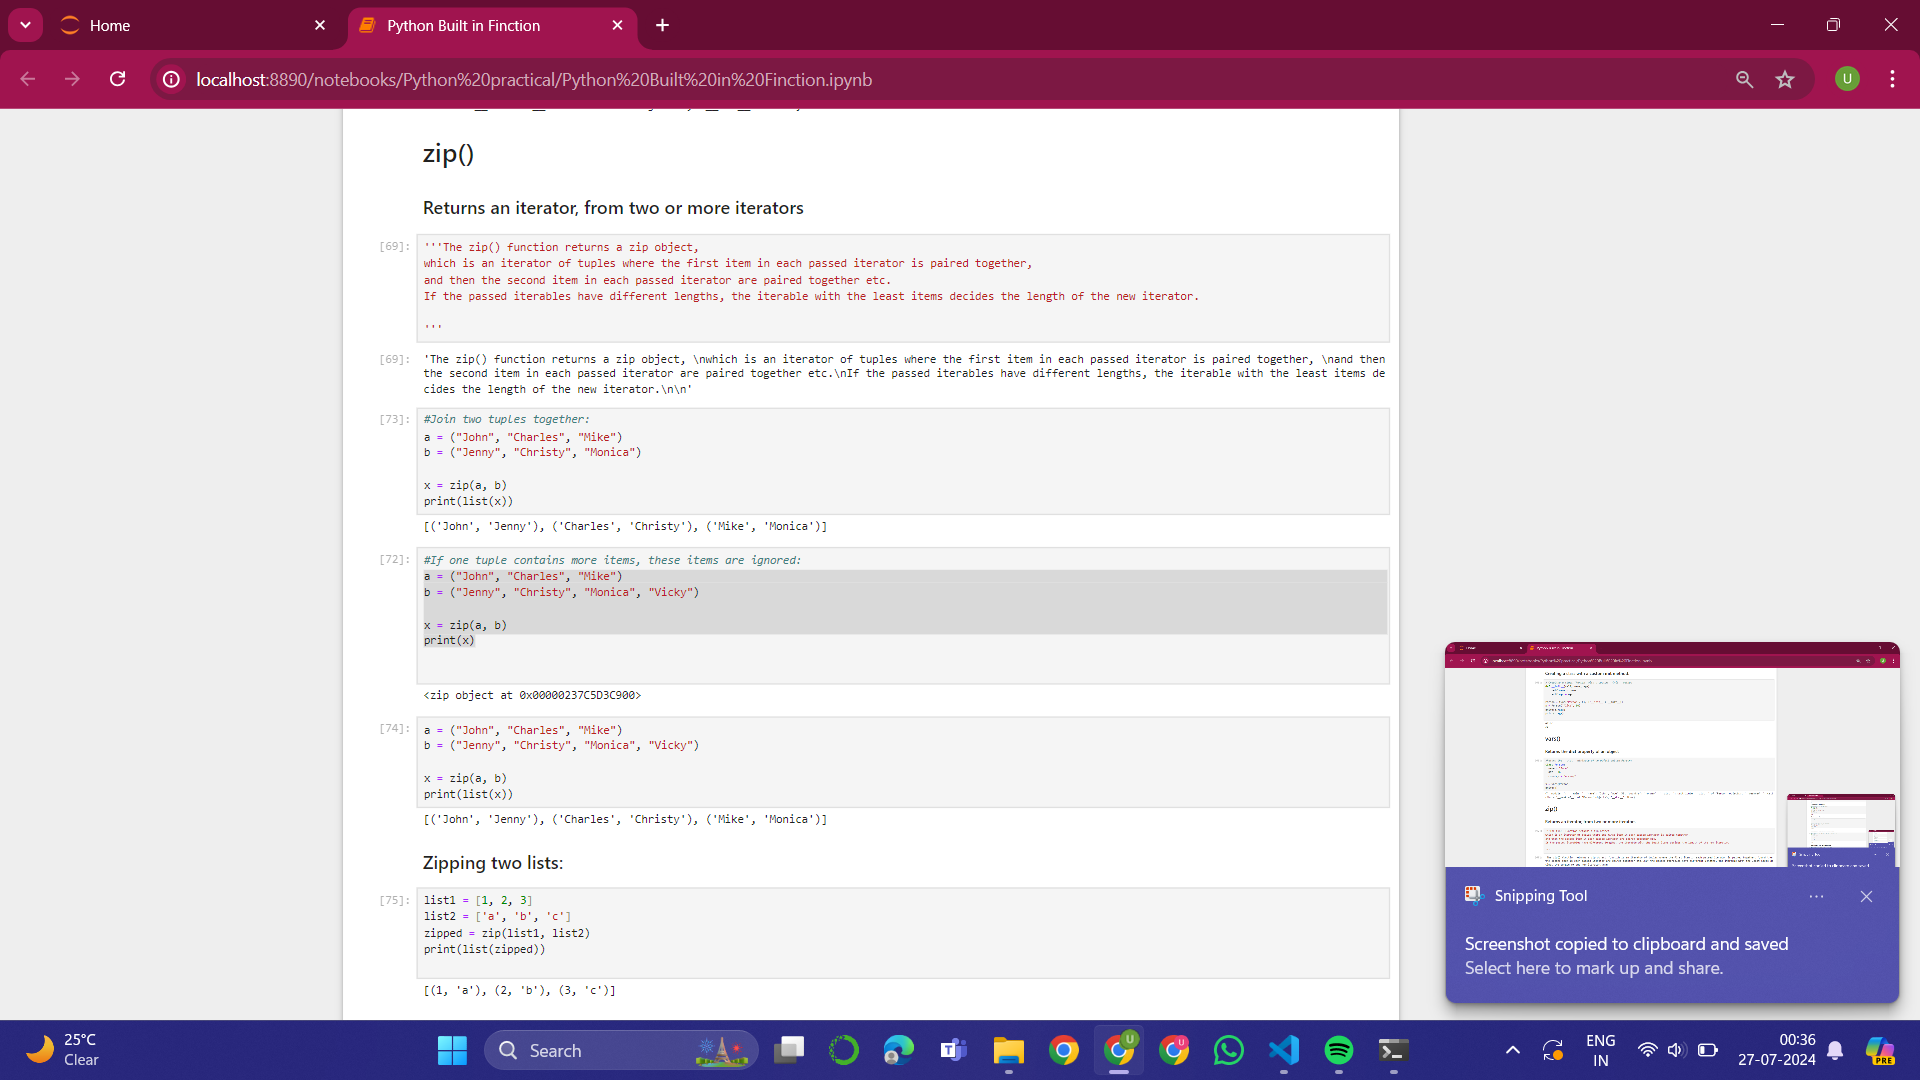 Home
Python Built in Finction
localhost:8890/notebooks/Python%20practical/Python%20Built%20in%20Finction.ipynb
U
zip()
Returns an iterator, from two or more iterators
[69]:
'''The zip() function returns a zip object,
which is an iterator of tuples where the first item in each passed iterator is paired together,
and then the second item in each passed iterator are paired together etc.
If the passed iterables have different lengths, the iterable with the least items decides the length of the new iterator.
'''
[69]:
'The zip() function returns a zip object, \nwhich is an iterator of tuples where the first item in each passed iterator is paired together, \nand then
the second item in each passed iterator are paired together etc.\nIf the passed iterables have different lengths, the iterable with the least items de
cides the length of the new iterator.\n\n'
[73]:
#Join two tuples together:
a = ("John", "Charles", "Mike")
b = ("Jenny", "Christy", "Monica")
x = zip(a, b)
print(list(x))
[('John', 'Jenny'), ('Charles', 'Christy'), ('Mike', 'Monica')]
[72]:
#If one tuple contains more items, these items are ignored:
a = ("John", "Charles", "Mike")
b = ("Jenny", "Christy", "Monica", "Vicky")
x = zip(a, b)
print(x)
<zip object at 0x00000237C5D3C900>
[74]:
a = ("John", "Charles", "Mike")
b = ("Jenny", "Christy", "Monica", "Vicky")
x = zip(a, b)
print(list(x))
[('John', 'Jenny'), ('Charles', 'Christy'), ('Mike', 'Monica')]
Zipping two lists:
[75]:
list1 = [1, 2, 3]
list2 = ['a', 'b', 'c']
zipped = zip(list1, list2)
print(list(zipped))
[(1, 'a'), (2, 'b'), (3, 'c')]
vars()
zip()
Snipping Tool
Screenshot copied to clipboard and saved
Select here to mark up and share.
25°C
Clear
Search
ENG
IN
00:36
27-07-2024
PRE